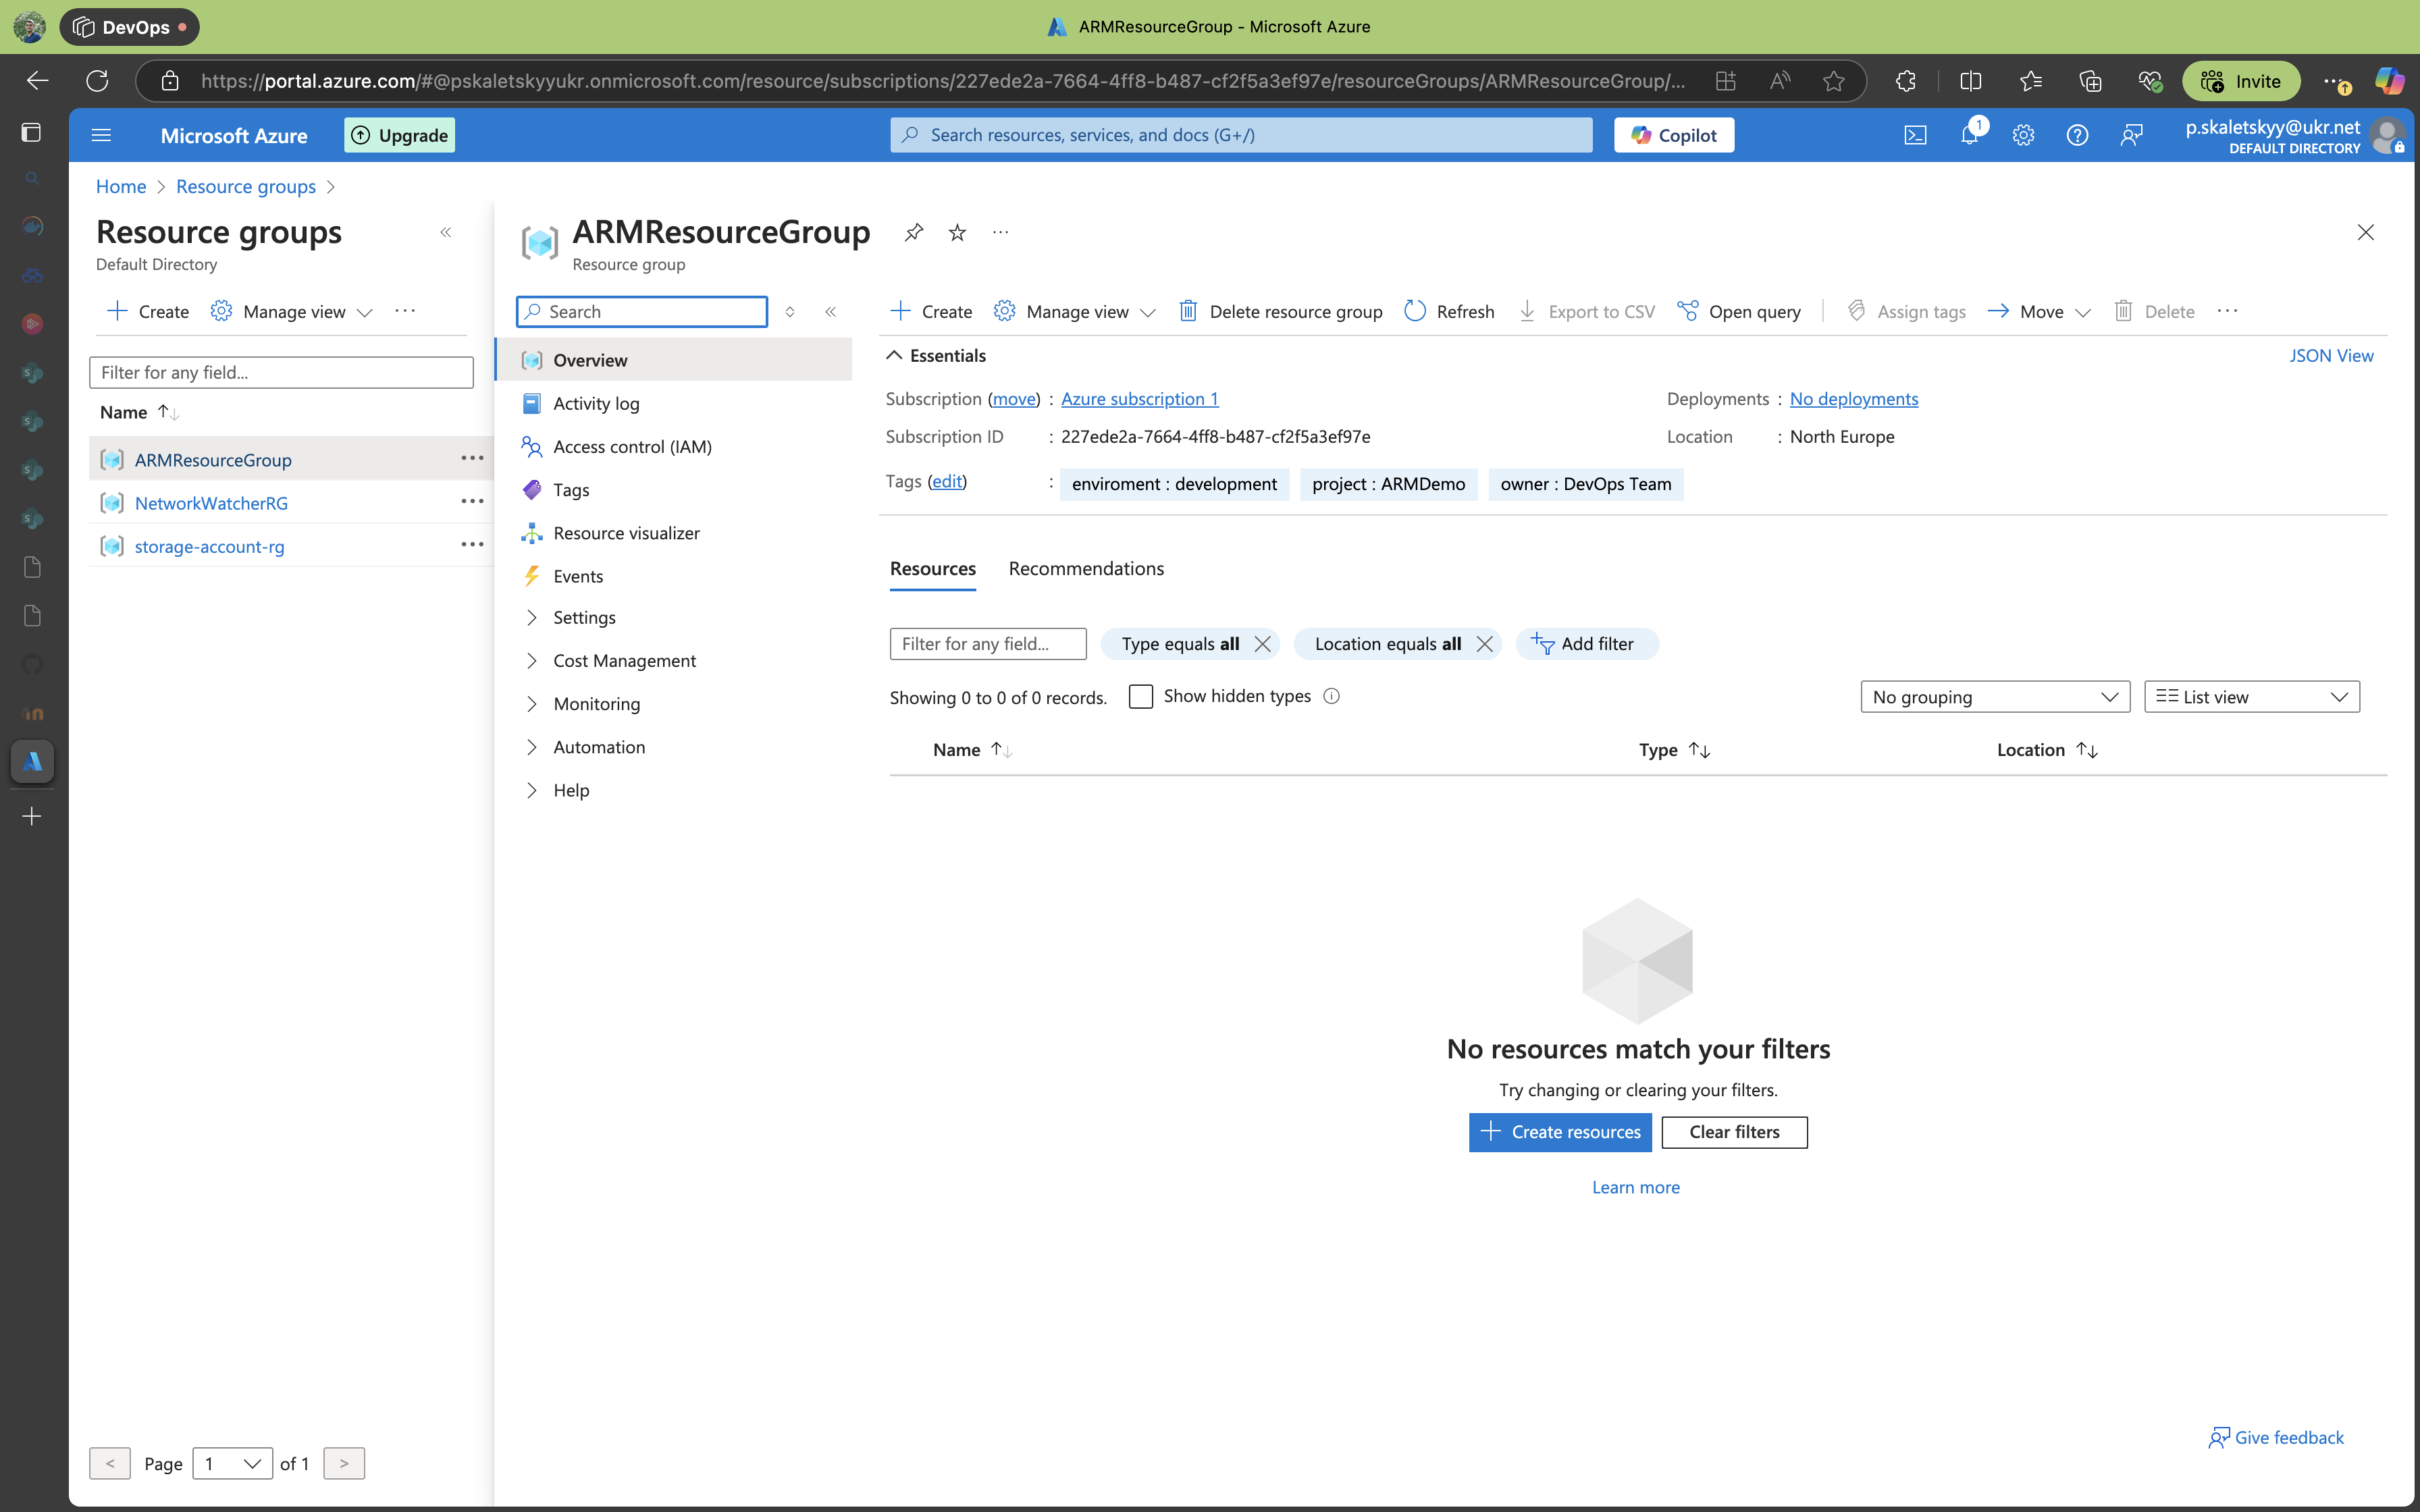 DevOps
ARMResourceGroup - Microsoft Azure
https://portal.azure.com/#@pskaletskyyukr.onmicrosoft.com/resource/subscriptions/227ede2a-7664-4ff8-b487-cf2f5a3ef97e/resourceGroups/ARMResourceGroup/...
Invite
Microsoft Azure
Upgrade
Search resources, services, and docs (G+/)
Copilot
1
p.skaletskyy@ukr.net
DEFAULT DIRECTORY
Home > Resource groups >
Resource groups
Default Directory
Create
Manage view
Filter for any field...
Name
ARMResourceGroup
NetworkWatcherRG
storage-account-rg
< Page 1 of 1 >
ARMResourceGroup
Resource group
Search
Overview
Activity log
Access control (IAM)
Tags
Resource visualizer
Events
Settings
Cost Management
Monitoring
Automation
Help
Create Manage view Delete resource group Refresh Export to CSV Open query Assign tags Move Delete
Essentials
JSON View
Subscription (move) : Azure subscription 1
Subscription ID : 227ede2a-7664-4ff8-b487-cf2f5a3ef97e
Deployments : No deployments
Location : North Europe
Tags (edit) : enviroment : development project : ARMDemo owner : DevOps Team
Resources Recommendations
Filter for any field... Type equals all Location equals all Add filter
Showing 0 to 0 of 0 records. Show hidden types No grouping List view
Name Type Location
No resources match your filters
Try changing or clearing your filters.
Create resources Clear filters
Learn more
Give feedback